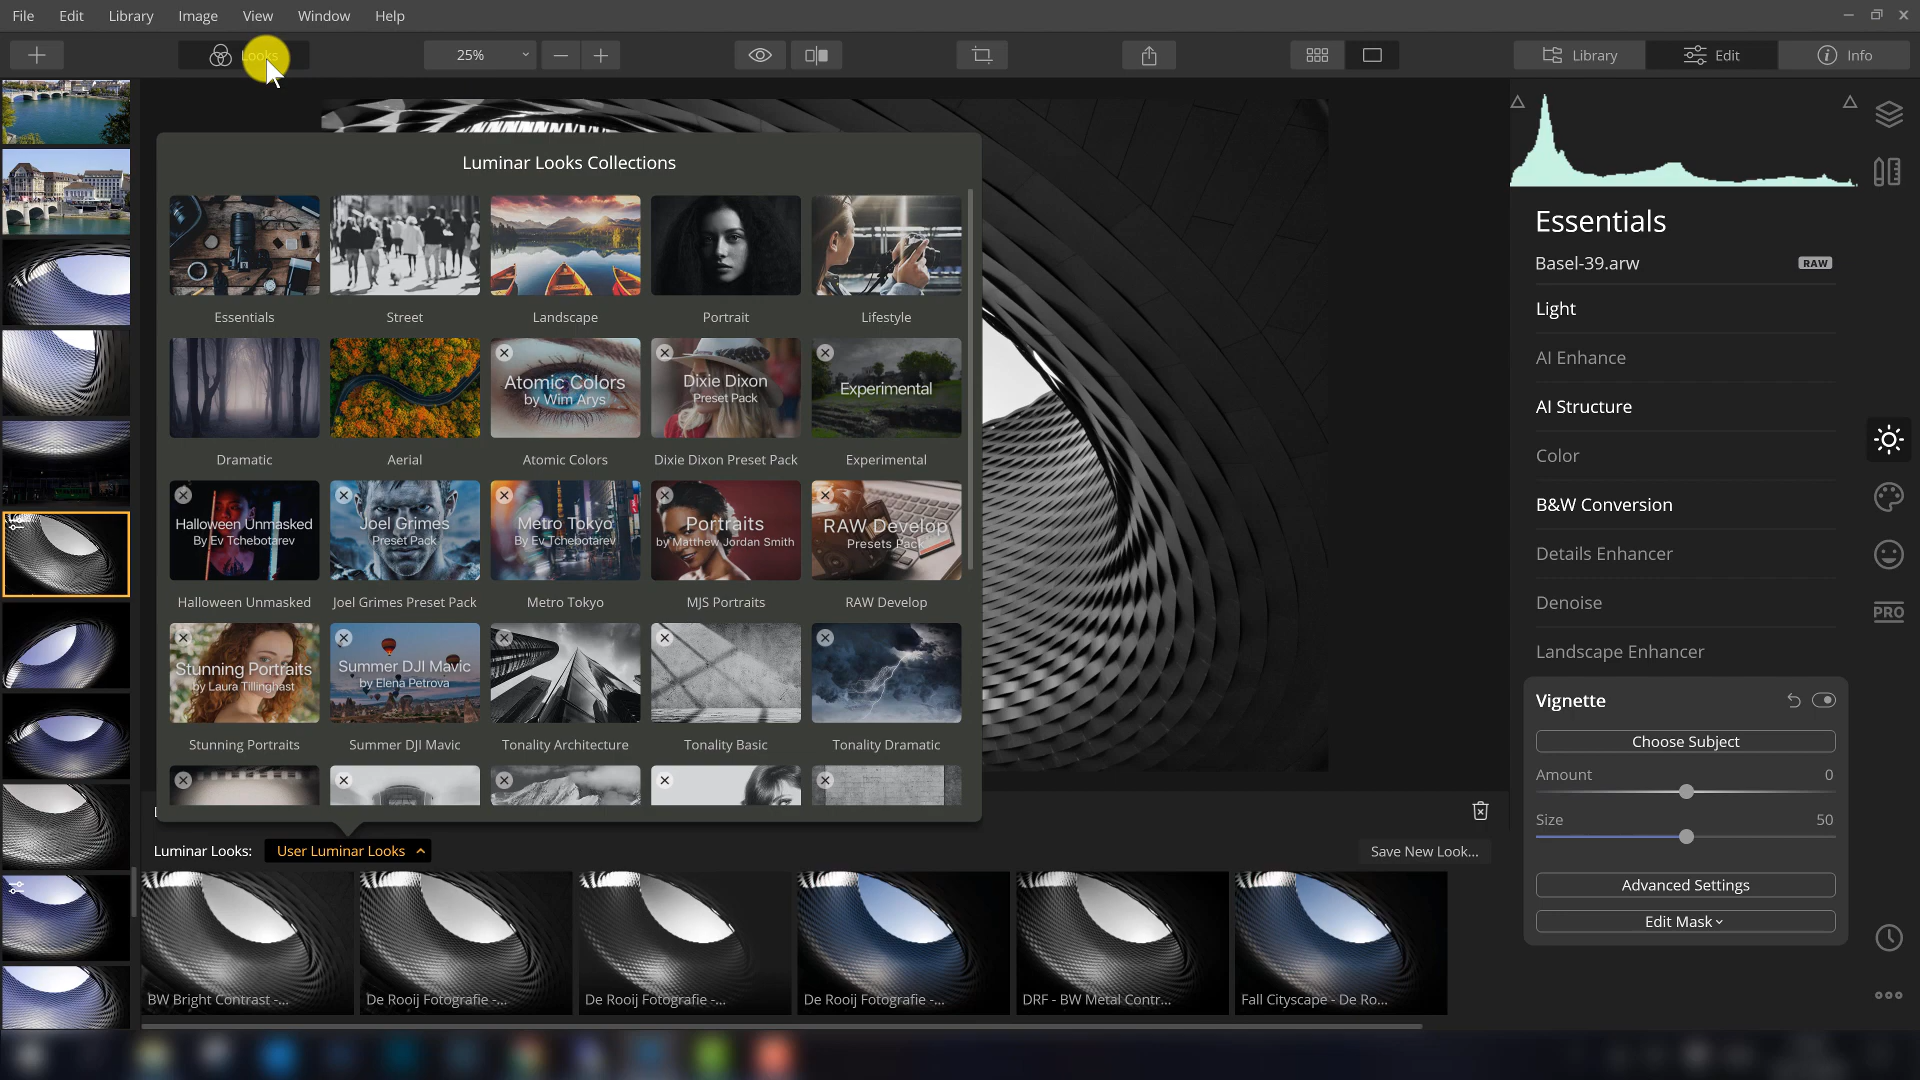 File Edit Library Image View Window Help
Looks 25% Library Edit Info
Luminar Looks Collections
Essentials Street Landscape Portrait Lifestyle
Atomic Colors
by Wim Arys
Dixie Dixon
Preset Pack
Experimental
Dramatic Aerial Atomic Colors Dixie Dixon Preset Pack Experimental
Halloween Unmasked
By Ev Tchebotarev
Joel Grimes
Preset Pack
Metro Tokyo
By Ev Tchebotarev
Portraits
by Matthew Jordan Smith
RAW Develop
Presets Pack
Halloween Unmasked Joel Grimes Preset Pack Metro Tokyo MJS Portraits RAW Develop
Stunning Portraits
by Laura Tillinghast
Summer DJI Mavic
by Elena Petrova
Stunning Portraits Summer DJI Mavic Tonality Architecture Tonality Basic Tonality Dramatic
Luminar Looks: User Luminar Looks Save New Look...
BW Bright Contrast -... De Rooij Fotografie -... De Rooij Fotografie -... De Rooij Fotografie -... DRF - BW Metal Contr... Fall Cityscape - De Ro...
Essentials
Basel-39.arw RAW
Light
AI Enhance
AI Structure
Color
B&W Conversion
Details Enhancer
Denoise
Landscape Enhancer
Vignette
Choose Subject
Amount 0
Size 50
Advanced Settings
Edit Mask
PRO